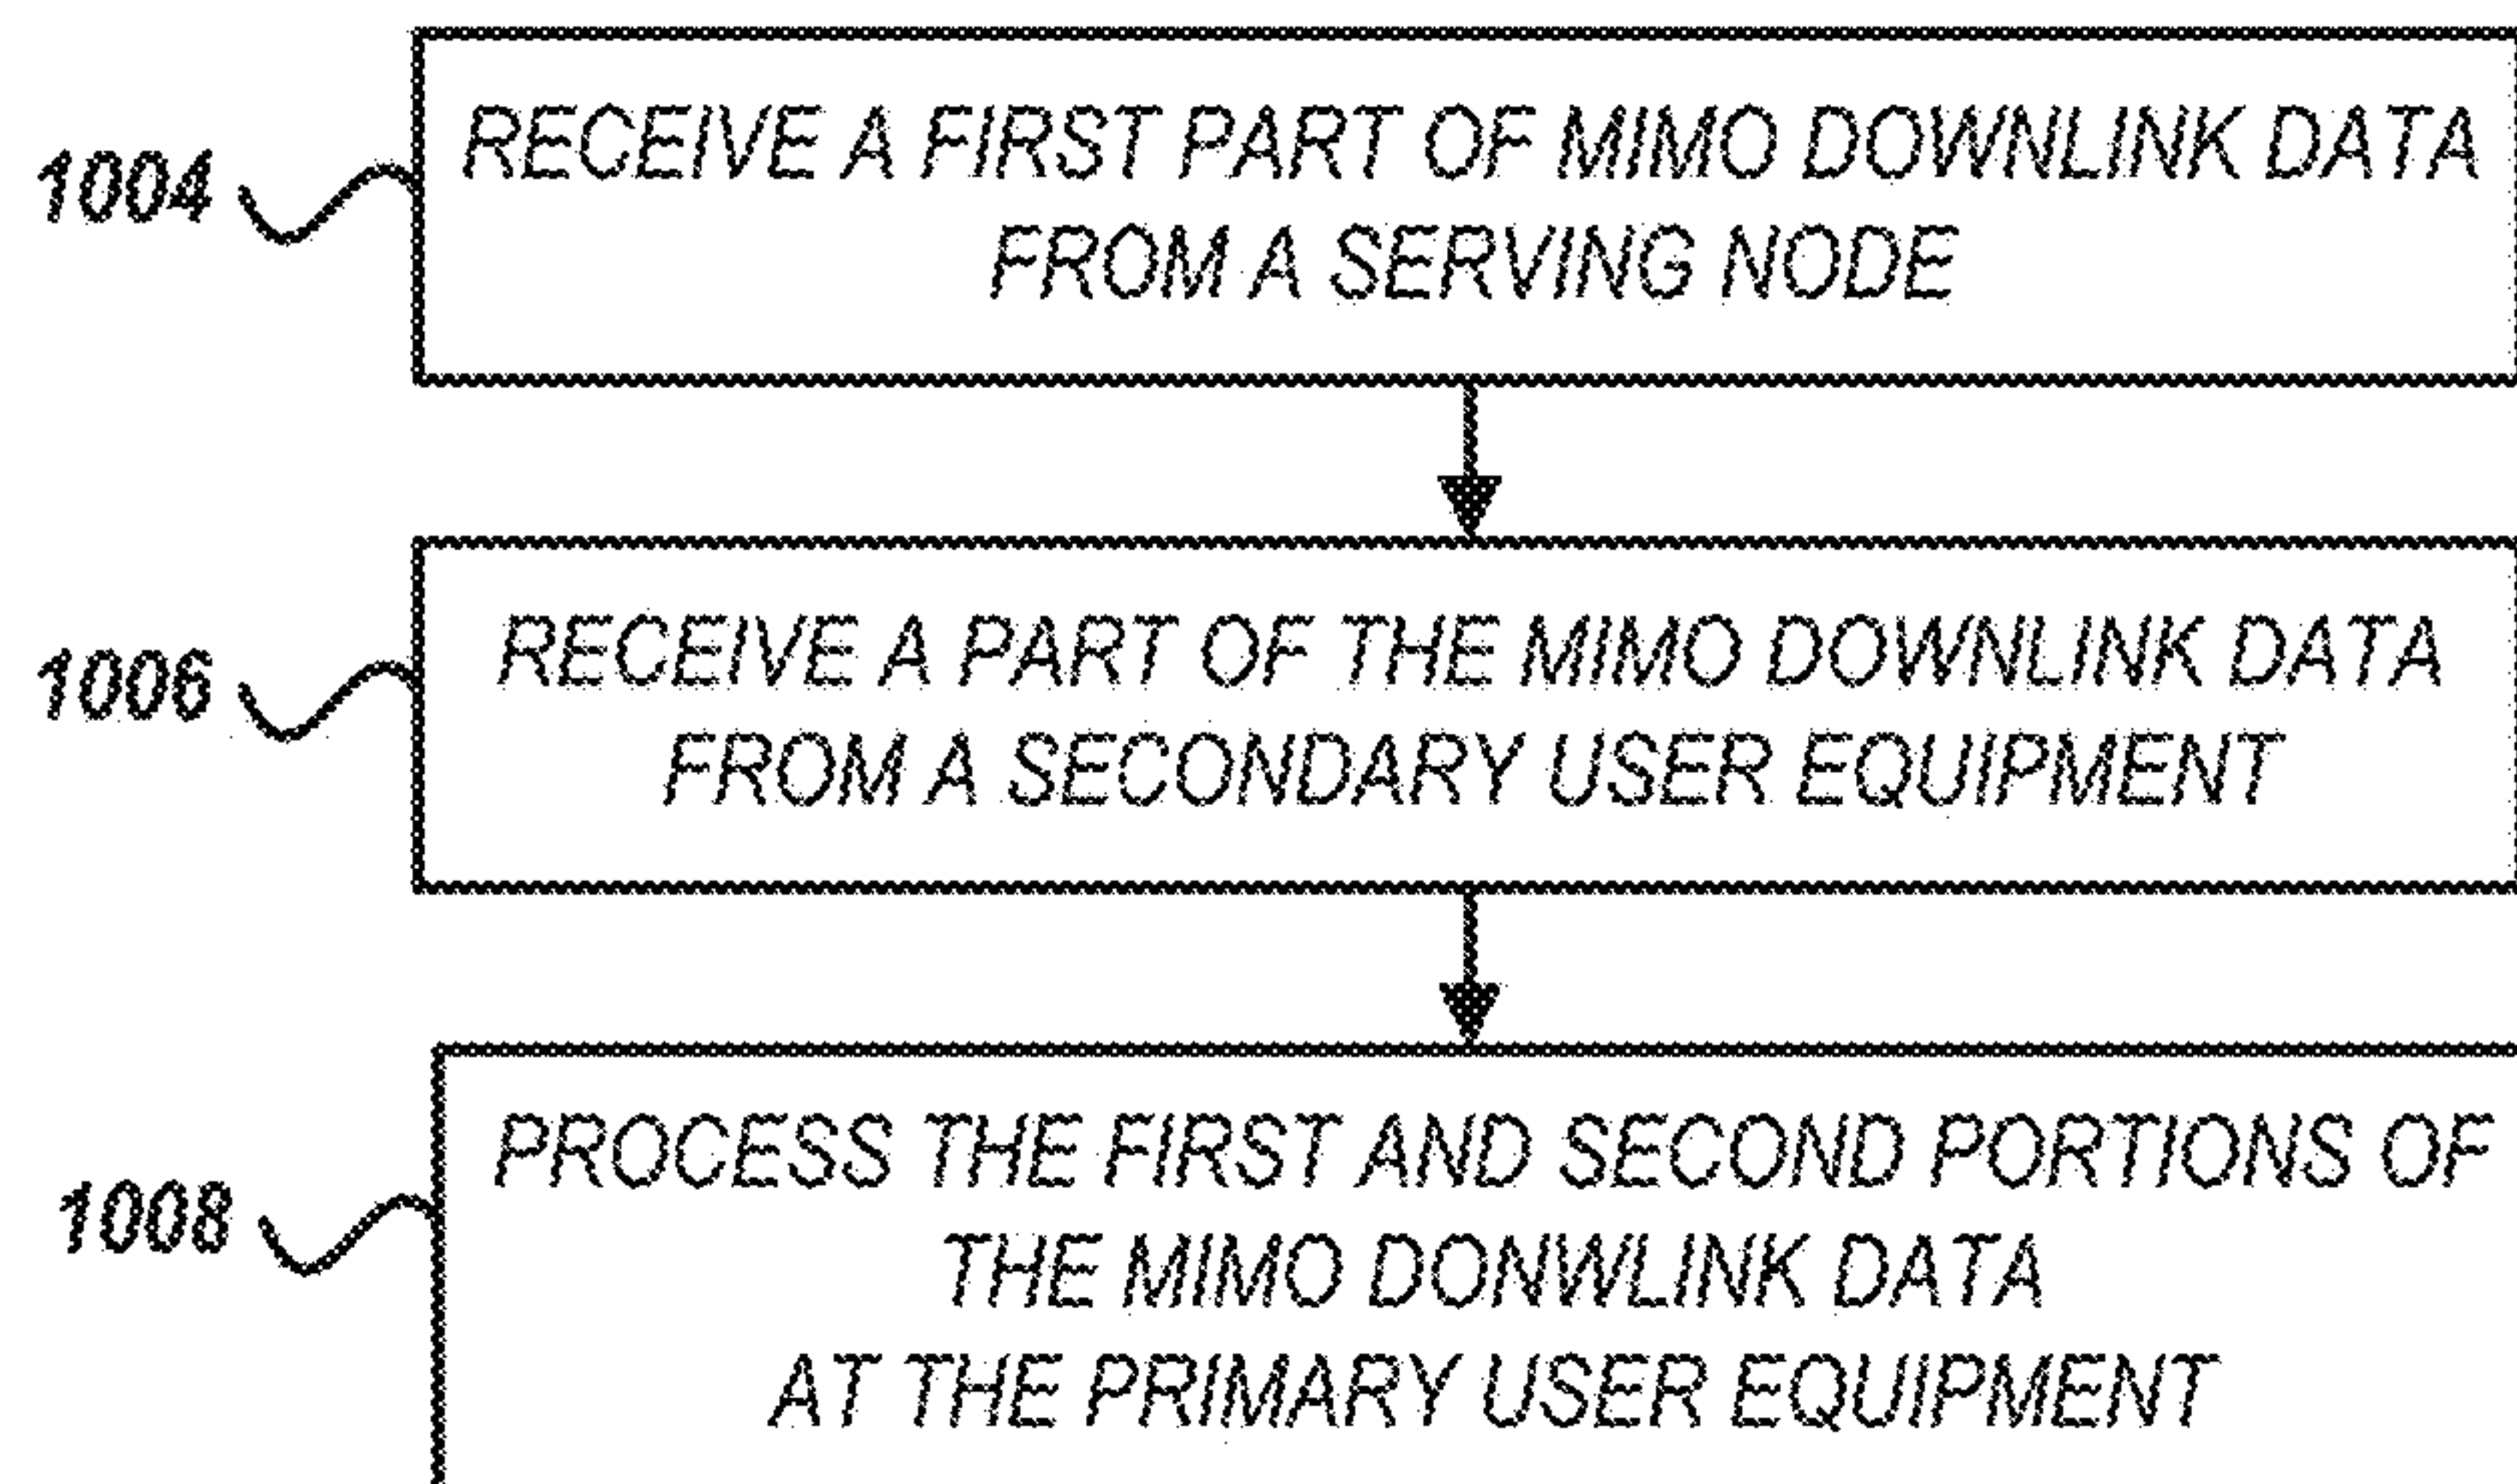 1004
RECEIVE A FIRST PART OF MIMO DOWNLINK DATA
FROM A SERVING NODE
1006
RECEIVE A PART OF THE MIMO DOWNLINK DATA
FROM A SECONDARY USER EQUIPMENT
1008
PROCESS THE FIRST AND SECOND PORTIONS OF
THE MIMO DONWLINK DATA
AT THE PRIMARY USER EQUIPMENT